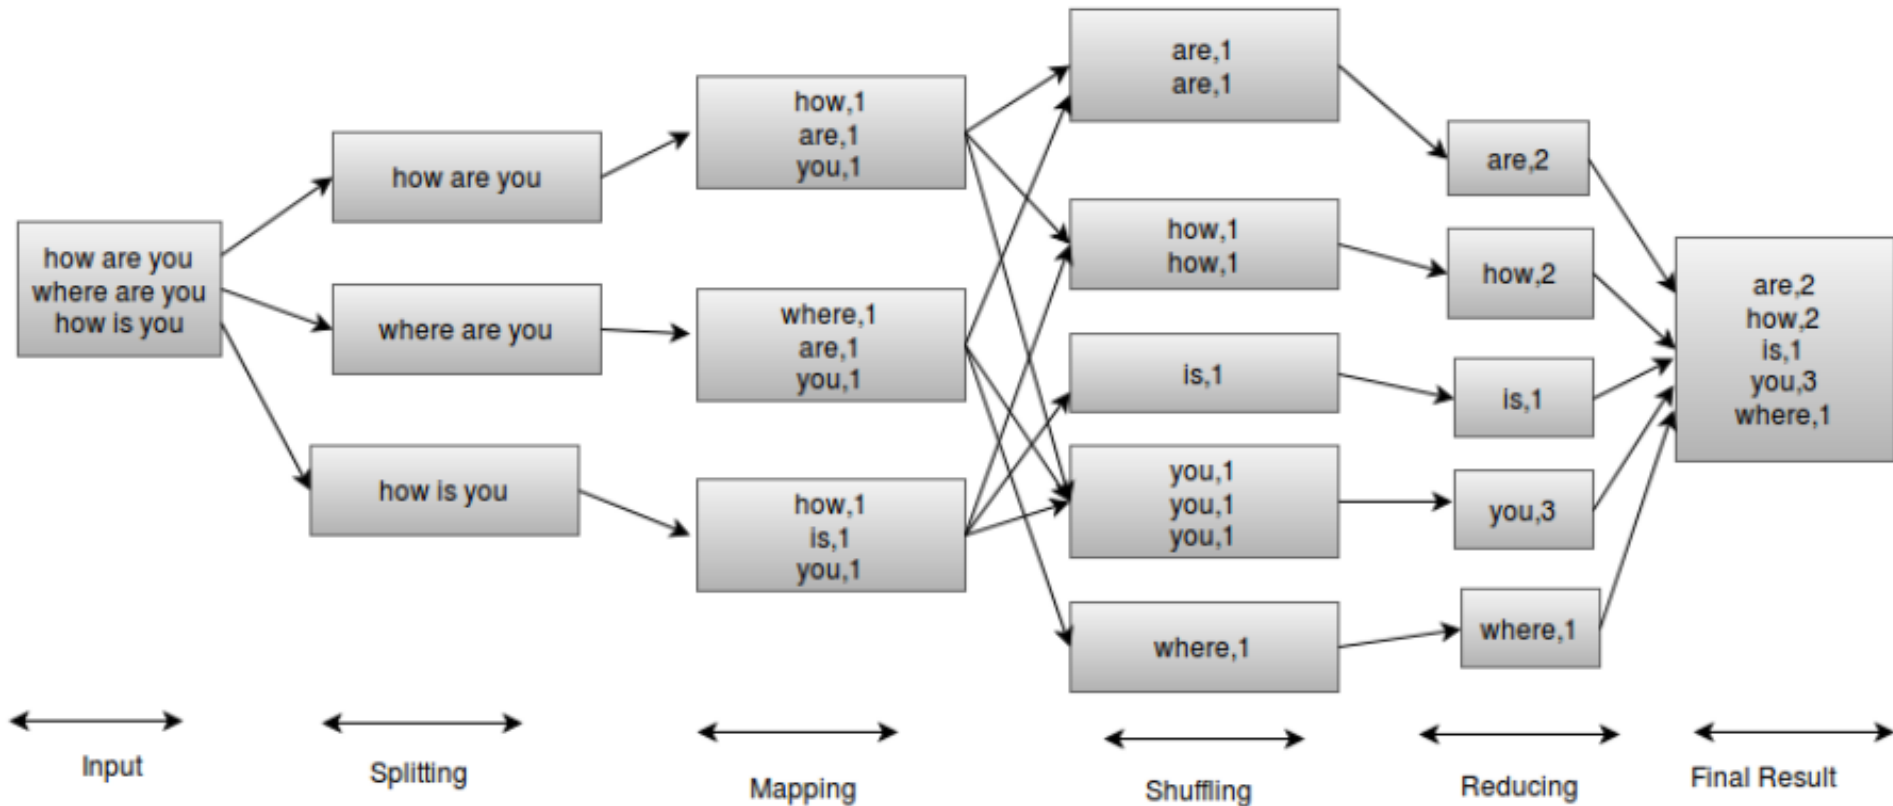 how are you
where are you
how is you
how are you
where are you
how is you
how,1
are,1
you,1
where,1
are,1
you,1
how,1
is,1
you,1
are,1
are,1
how,1
how,1
is,1
you,1
you,1
you,1
where,1
are,2
how,2
is,1
you,3
where,1
are,2
how,2
is,1
you,3
where,1
Input
Splitting
Mapping
Shuffling
Reducing
Final Result